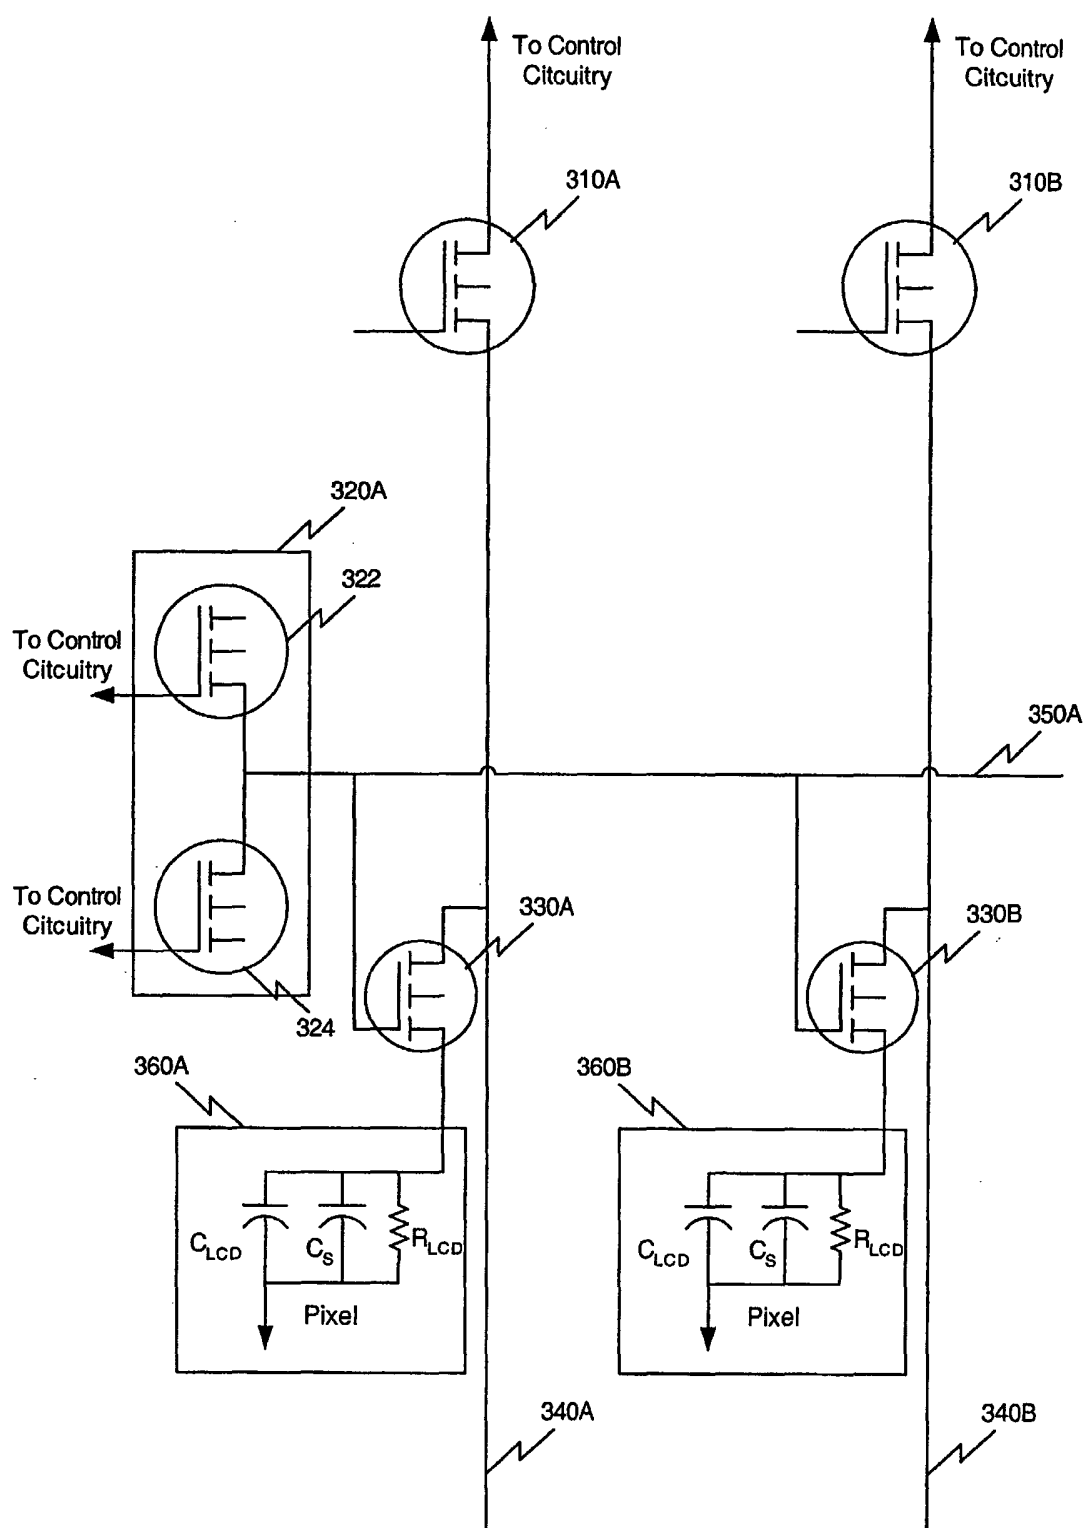 To Control
Citcuitry
To Control
Citcuitry
310A
310B
320A
322
To Control
Citcuitry
350A
To Control
Citcuitry
330A
330B
324
360A
360B
CLCD
CS
RLCD
Pixel
CLCD
CS
RLCD
Pixel
340A
340B